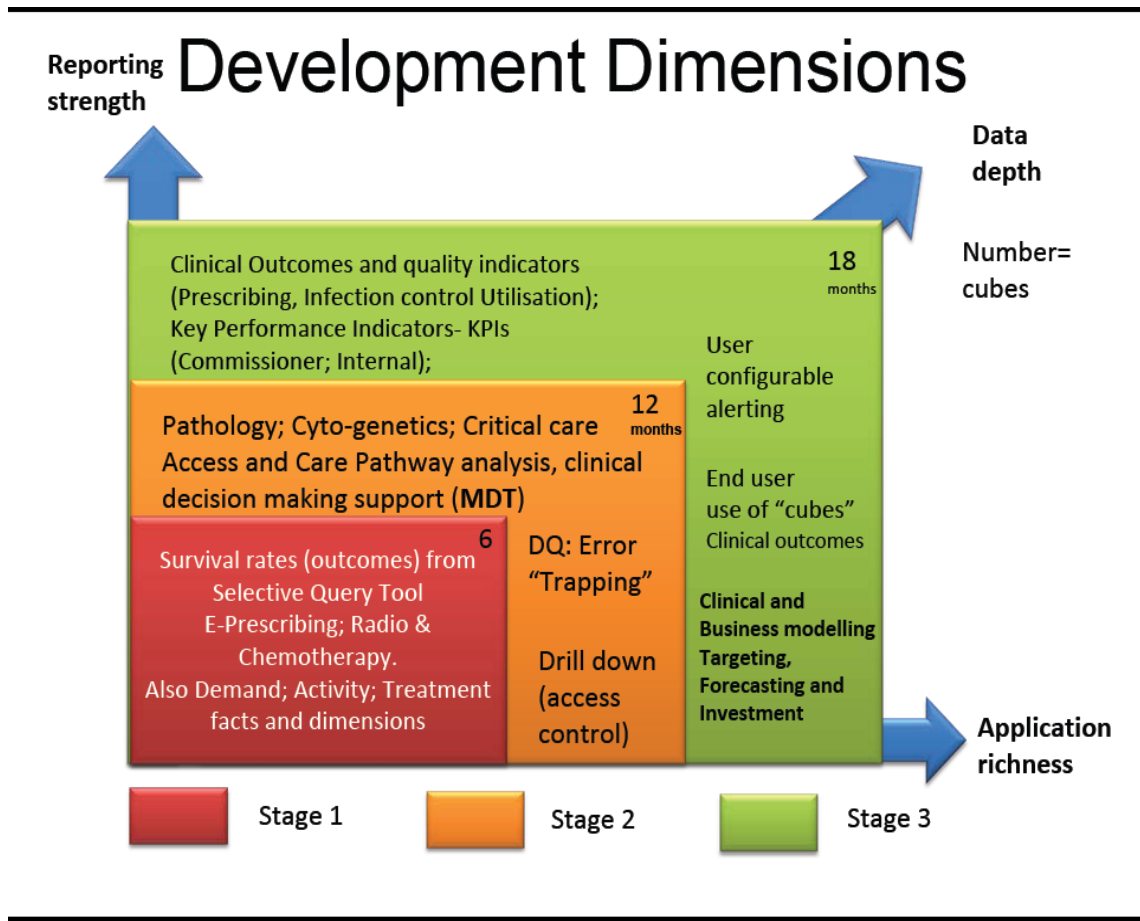 Development Dimensions
Reporting
strength
Data
depth
Number=
cubes
Clinical Outcomes and quality indicators
(Prescribing, Infection control Utilisation);
Key Performance Indicators- KPIs
(Commissioner; Internal);
18
months
User
configurable
alerting
End user
use of “cubes”
Clinical outcomes
Clinical and
Business modelling
Targeting,
Forecasting and
Investment
12
months
Pathology; Cyto-genetics; Critical care
Access and Care Pathway analysis, clinical
decision making support (MDT)
DQ: Error
“Trapping”
Drill down
(access
control)
6
Survival rates (outcomes) from
Selective Query Tool
E-Prescribing; Radio &
Chemotherapy.
Also Demand; Activity; Treatment
facts and dimensions
Application
richness
Stage 1
Stage 2
Stage 3